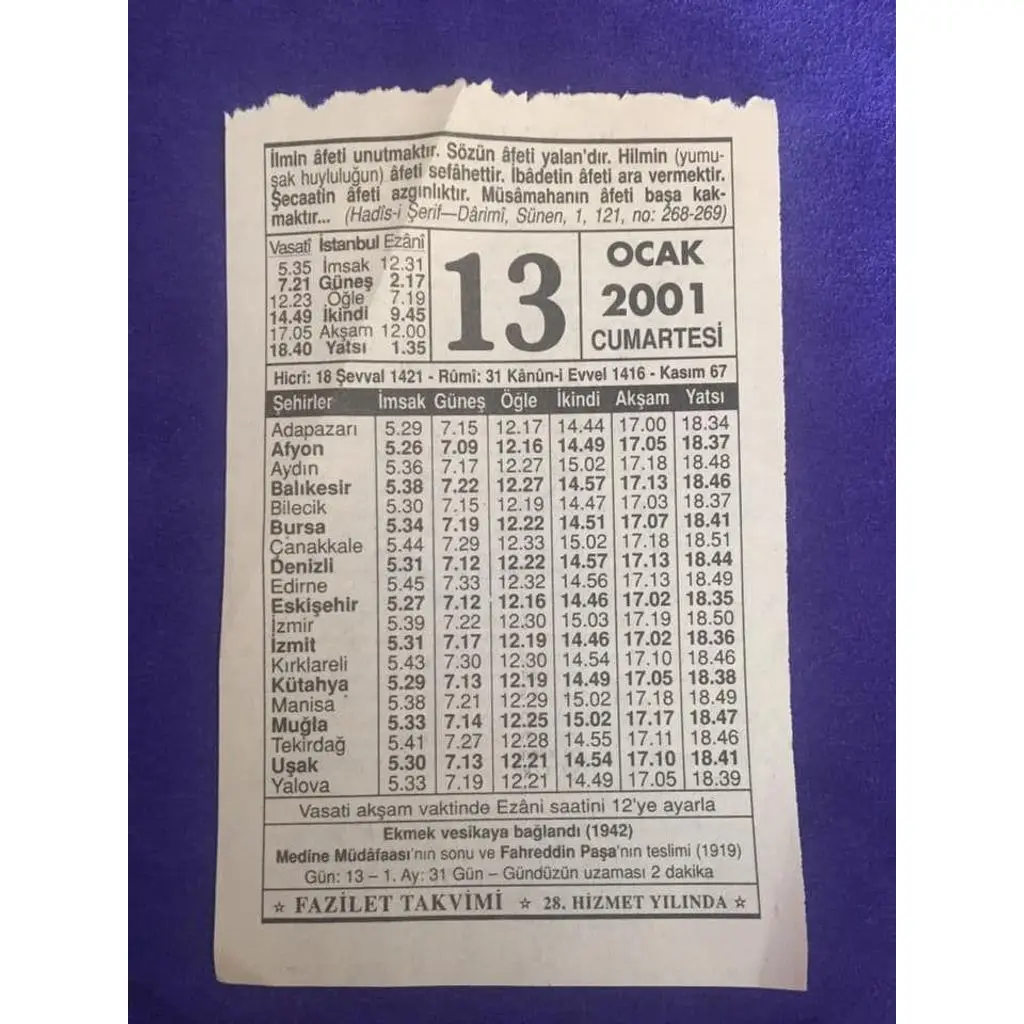 İlmin âfeti unutmaktır. Sözün âfeti yalan'dır. Hilmin (yumu-
şak huyluluğun) âfeti sefâhettir. İbâdetin âfeti ara vermektir.
Şecaatin âfeti azgınlıktır. Müsâmahanın âfeti başa kak-
maktır... (Hadîs-i Şerif—Dârimî, Sünen, 1, 121, no: 268-269)
Vasatî İstanbul Ezânî
5.35 İmsak 12.31
7.21 Güneş 2.17
12.23 Öğle 7.19
14.49 İkindi 9.45
17.05 Akşam 12.00
18.40 Yatsı 1.35
13
OCAK
2001
CUMARTESİ
Hicrî: 18 Şevval 1421 - Rûmî: 31 Kânûn-i Evvel 1416 - Kasım 67
Şehirler İmsak Güneş Öğle İkindi Akşam Yatsı
Adapazarı 5.29 7.15 12.17 14.44 17.00 18.34
Afyon 5.26 7.09 12.16 14.49 17.05 18.37
Aydın 5.36 7.17 12.27 15.02 17.18 18.48
Balıkesir 5.38 7.22 12.27 14.57 17.13 18.46
Bilecik 5.30 7.15 12.19 14.47 17.03 18.37
Bursa 5.34 7.19 12.22 14.51 17.07 18.41
Çanakkale 5.44 7.29 12.33 15.02 17.18 18.51
Denizli 5.31 7.12 12.22 14.57 17.13 18.44
Edirne 5.45 7.33 12.32 14.56 17.13 18.49
Eskişehir 5.27 7.12 12.16 14.46 17.02 18.35
İzmir 5.39 7.22 12.30 15.03 17.19 18.50
İzmit 5.31 7.17 12.19 14.46 17.02 18.36
Kırklareli 5.43 7.30 12.30 14.54 17.10 18.46
Kütahya 5.29 7.13 12.19 14.49 17.05 18.38
Manisa 5.38 7.21 12.29 15.02 17.18 18.49
Muğla 5.33 7.14 12.25 15.02 17.17 18.47
Tekirdağ 5.41 7.27 12.28 14.55 17.11 18.46
Uşak 5.30 7.13 12.21 14.54 17.10 18.41
Yalova 5.33 7.19 12.21 14.49 17.05 18.39
Vasati akşam vaktinde Ezâni saatini 12'ye ayarla
Ekmek vesikaya bağlandı (1942)
Medine Müdâfaası'nın sonu ve Fahreddin Paşa'nın teslimi (1919)
Gün: 13 – 1. Ay: 31 Gün – Gündüzün uzaması 2 dakika
☆ FAZİLET TAKVİMİ ☆ 28. HİZMET YILINDA ☆